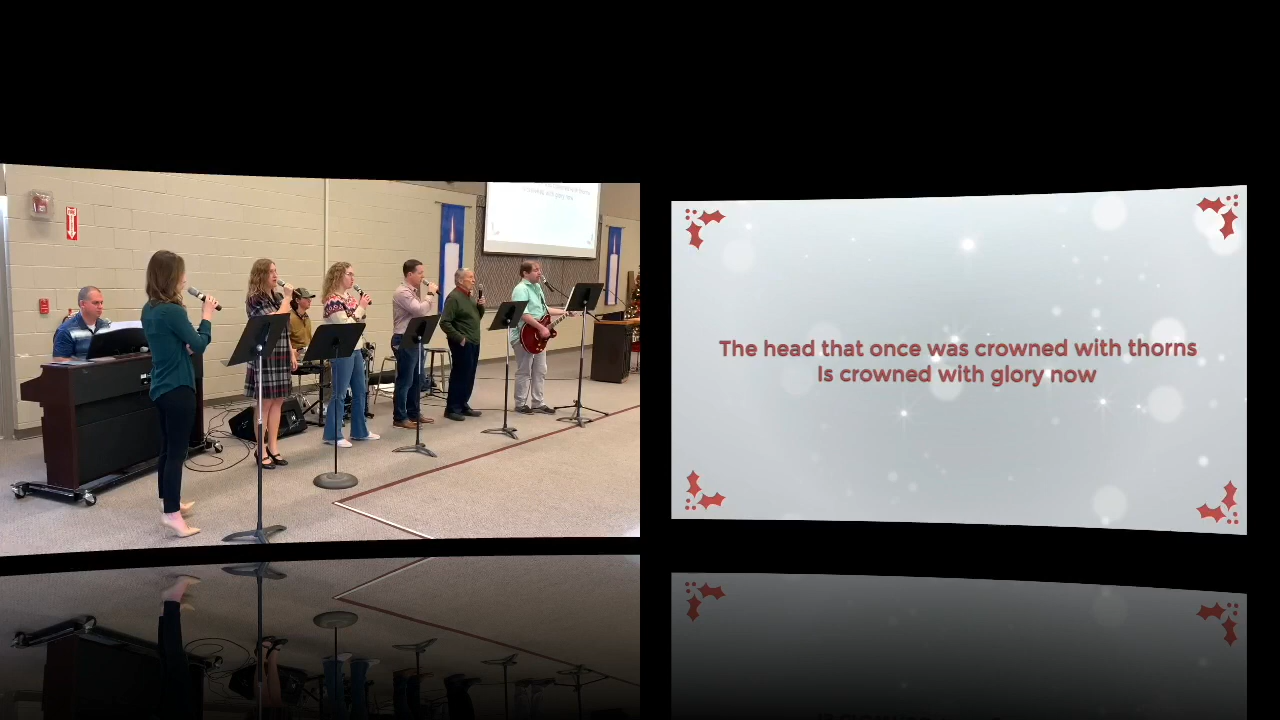 The head that once was crowned with thorns
Is crowned with glory now